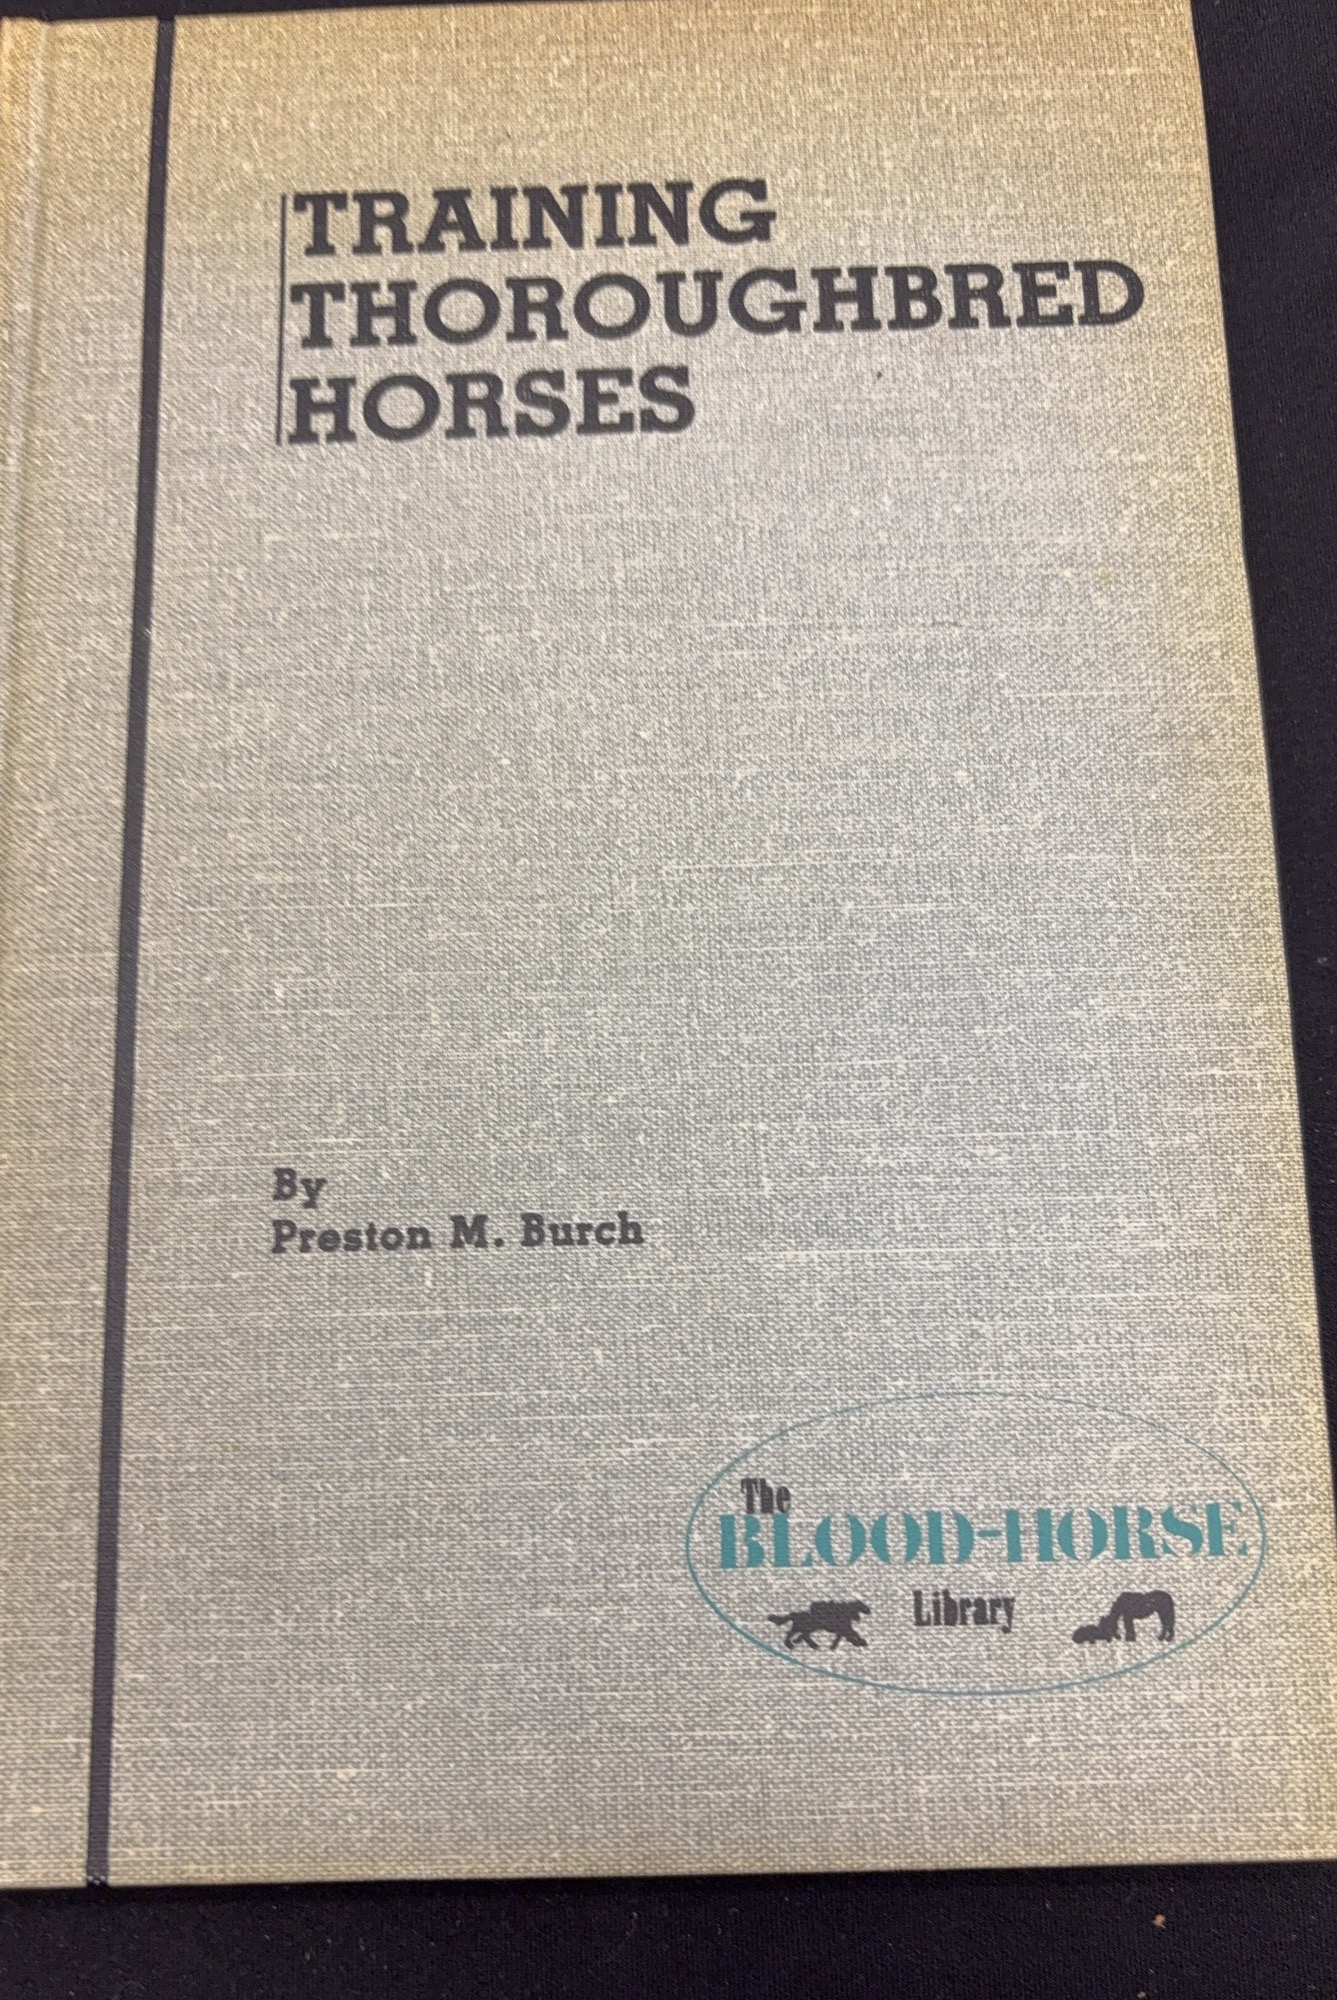 TRAINING
THOROUGHBRED
HORSES
By
Preston M. Burch
The
BLOOD-HORSE
Library